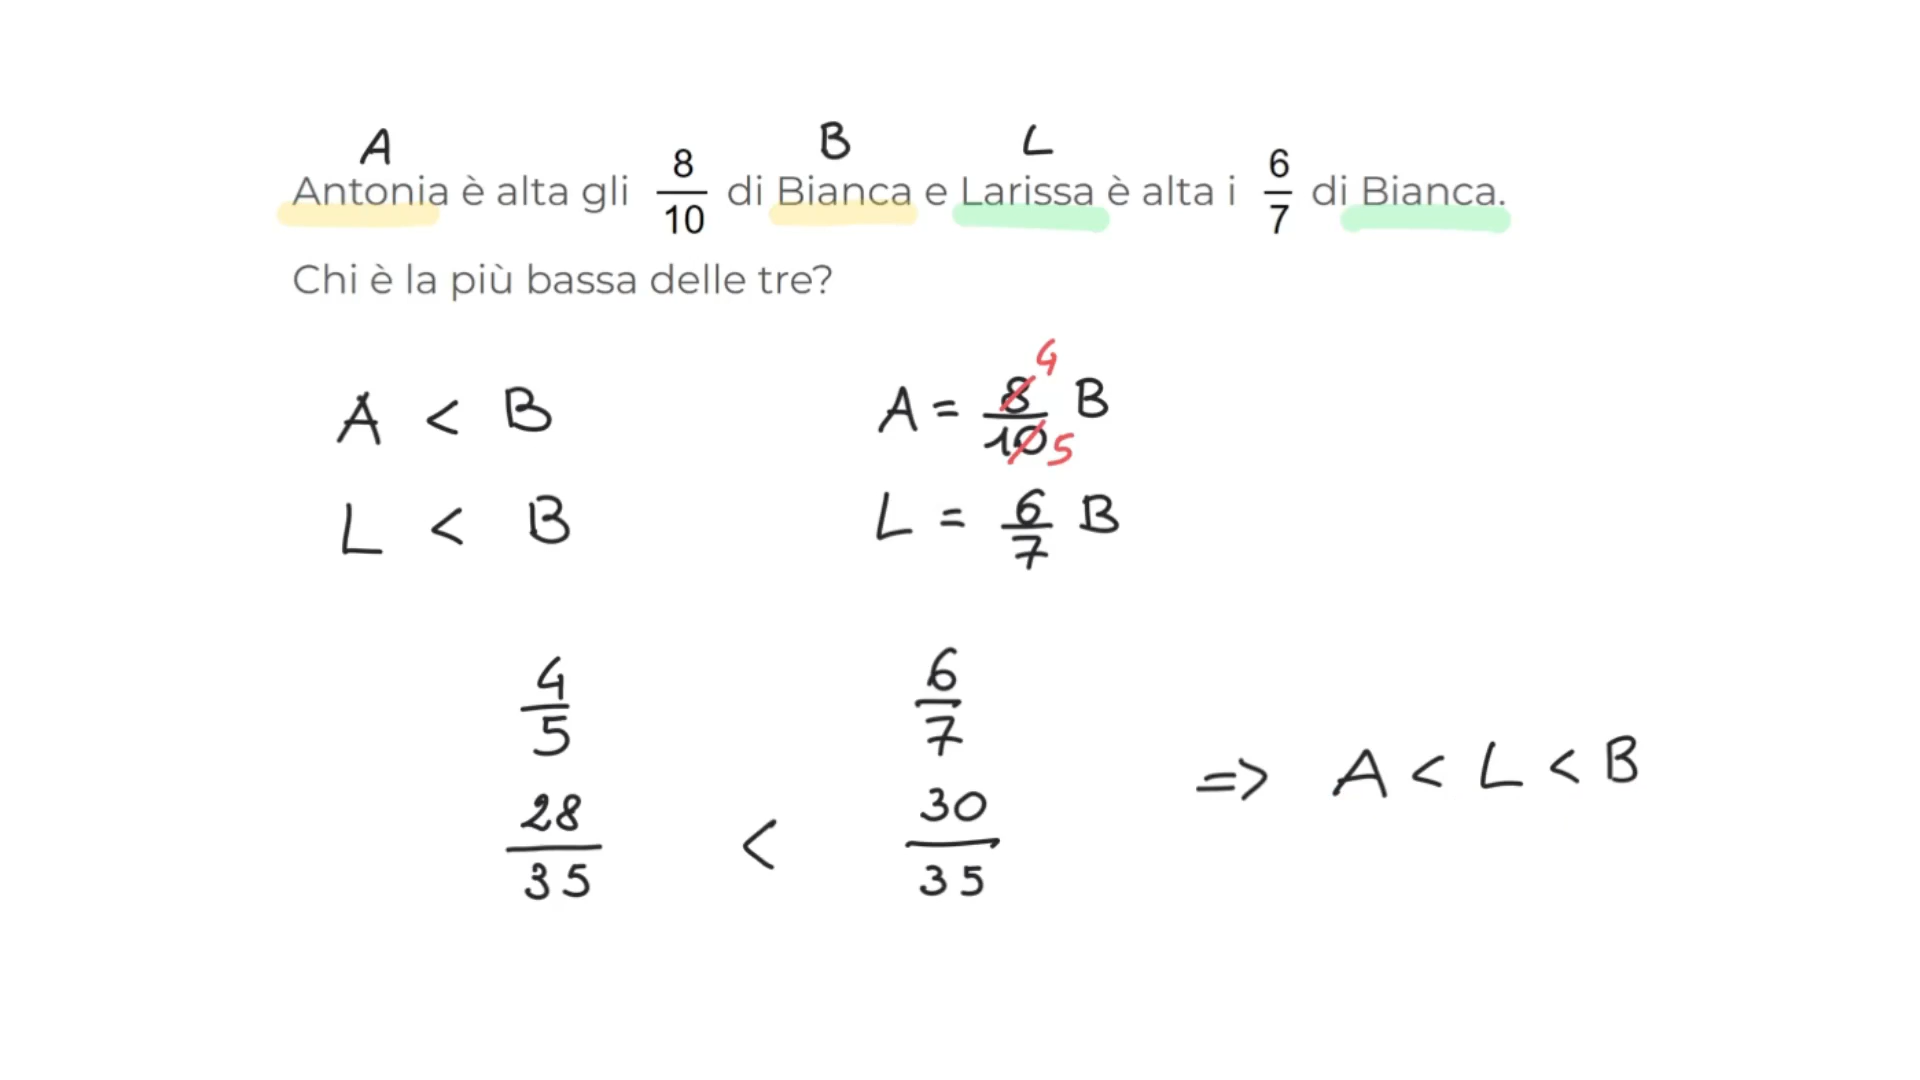 A B L
Antonia è alta gli 8/10 di Bianca e Larissa è alta i 6/7 di Bianca.
Chi è la più bassa delle tre?
A < B
A = 8/10 B 4 5
L < B
L = 6/7 B
4/5 6/7
28/35 < 30/35 => A < L < B